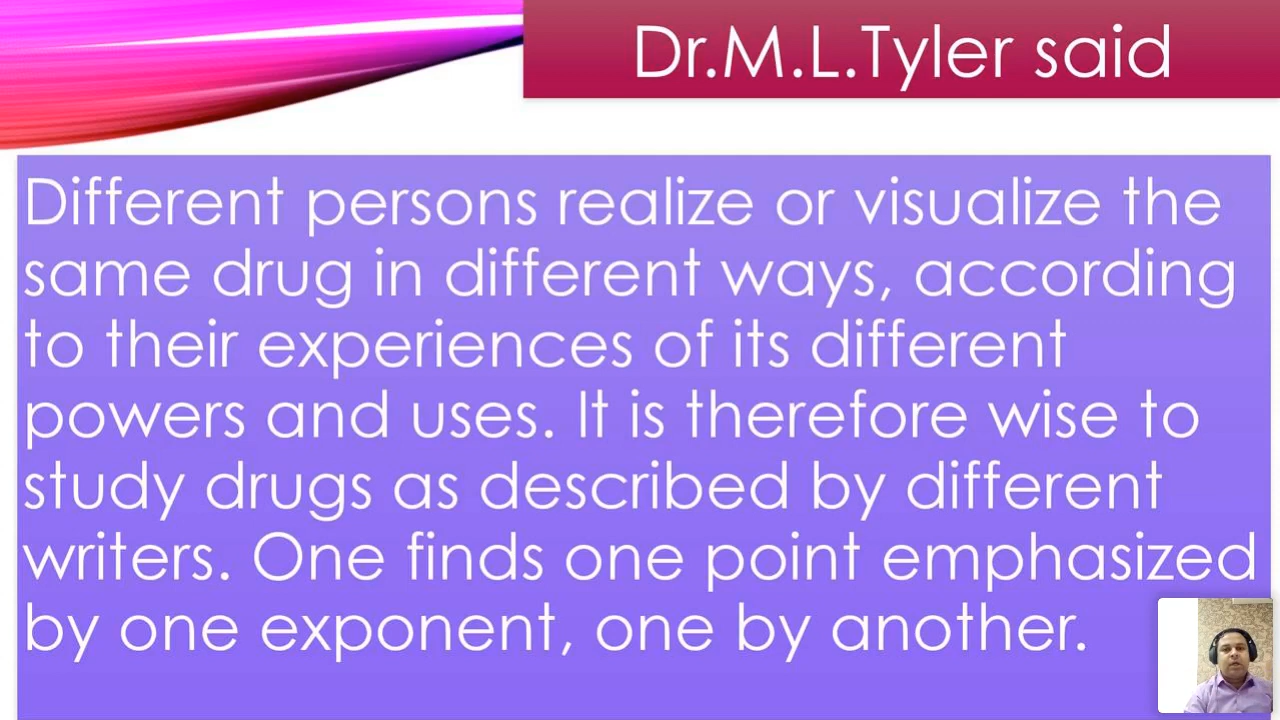 Dr.M.L.Tyler said
Different persons realize or visualize the
same drug in different ways, according
to their experiences of its different
powers and uses. It is therefore wise to
study drugs as described by different
writers. One finds one point emphasized
by one exponent, one by another.